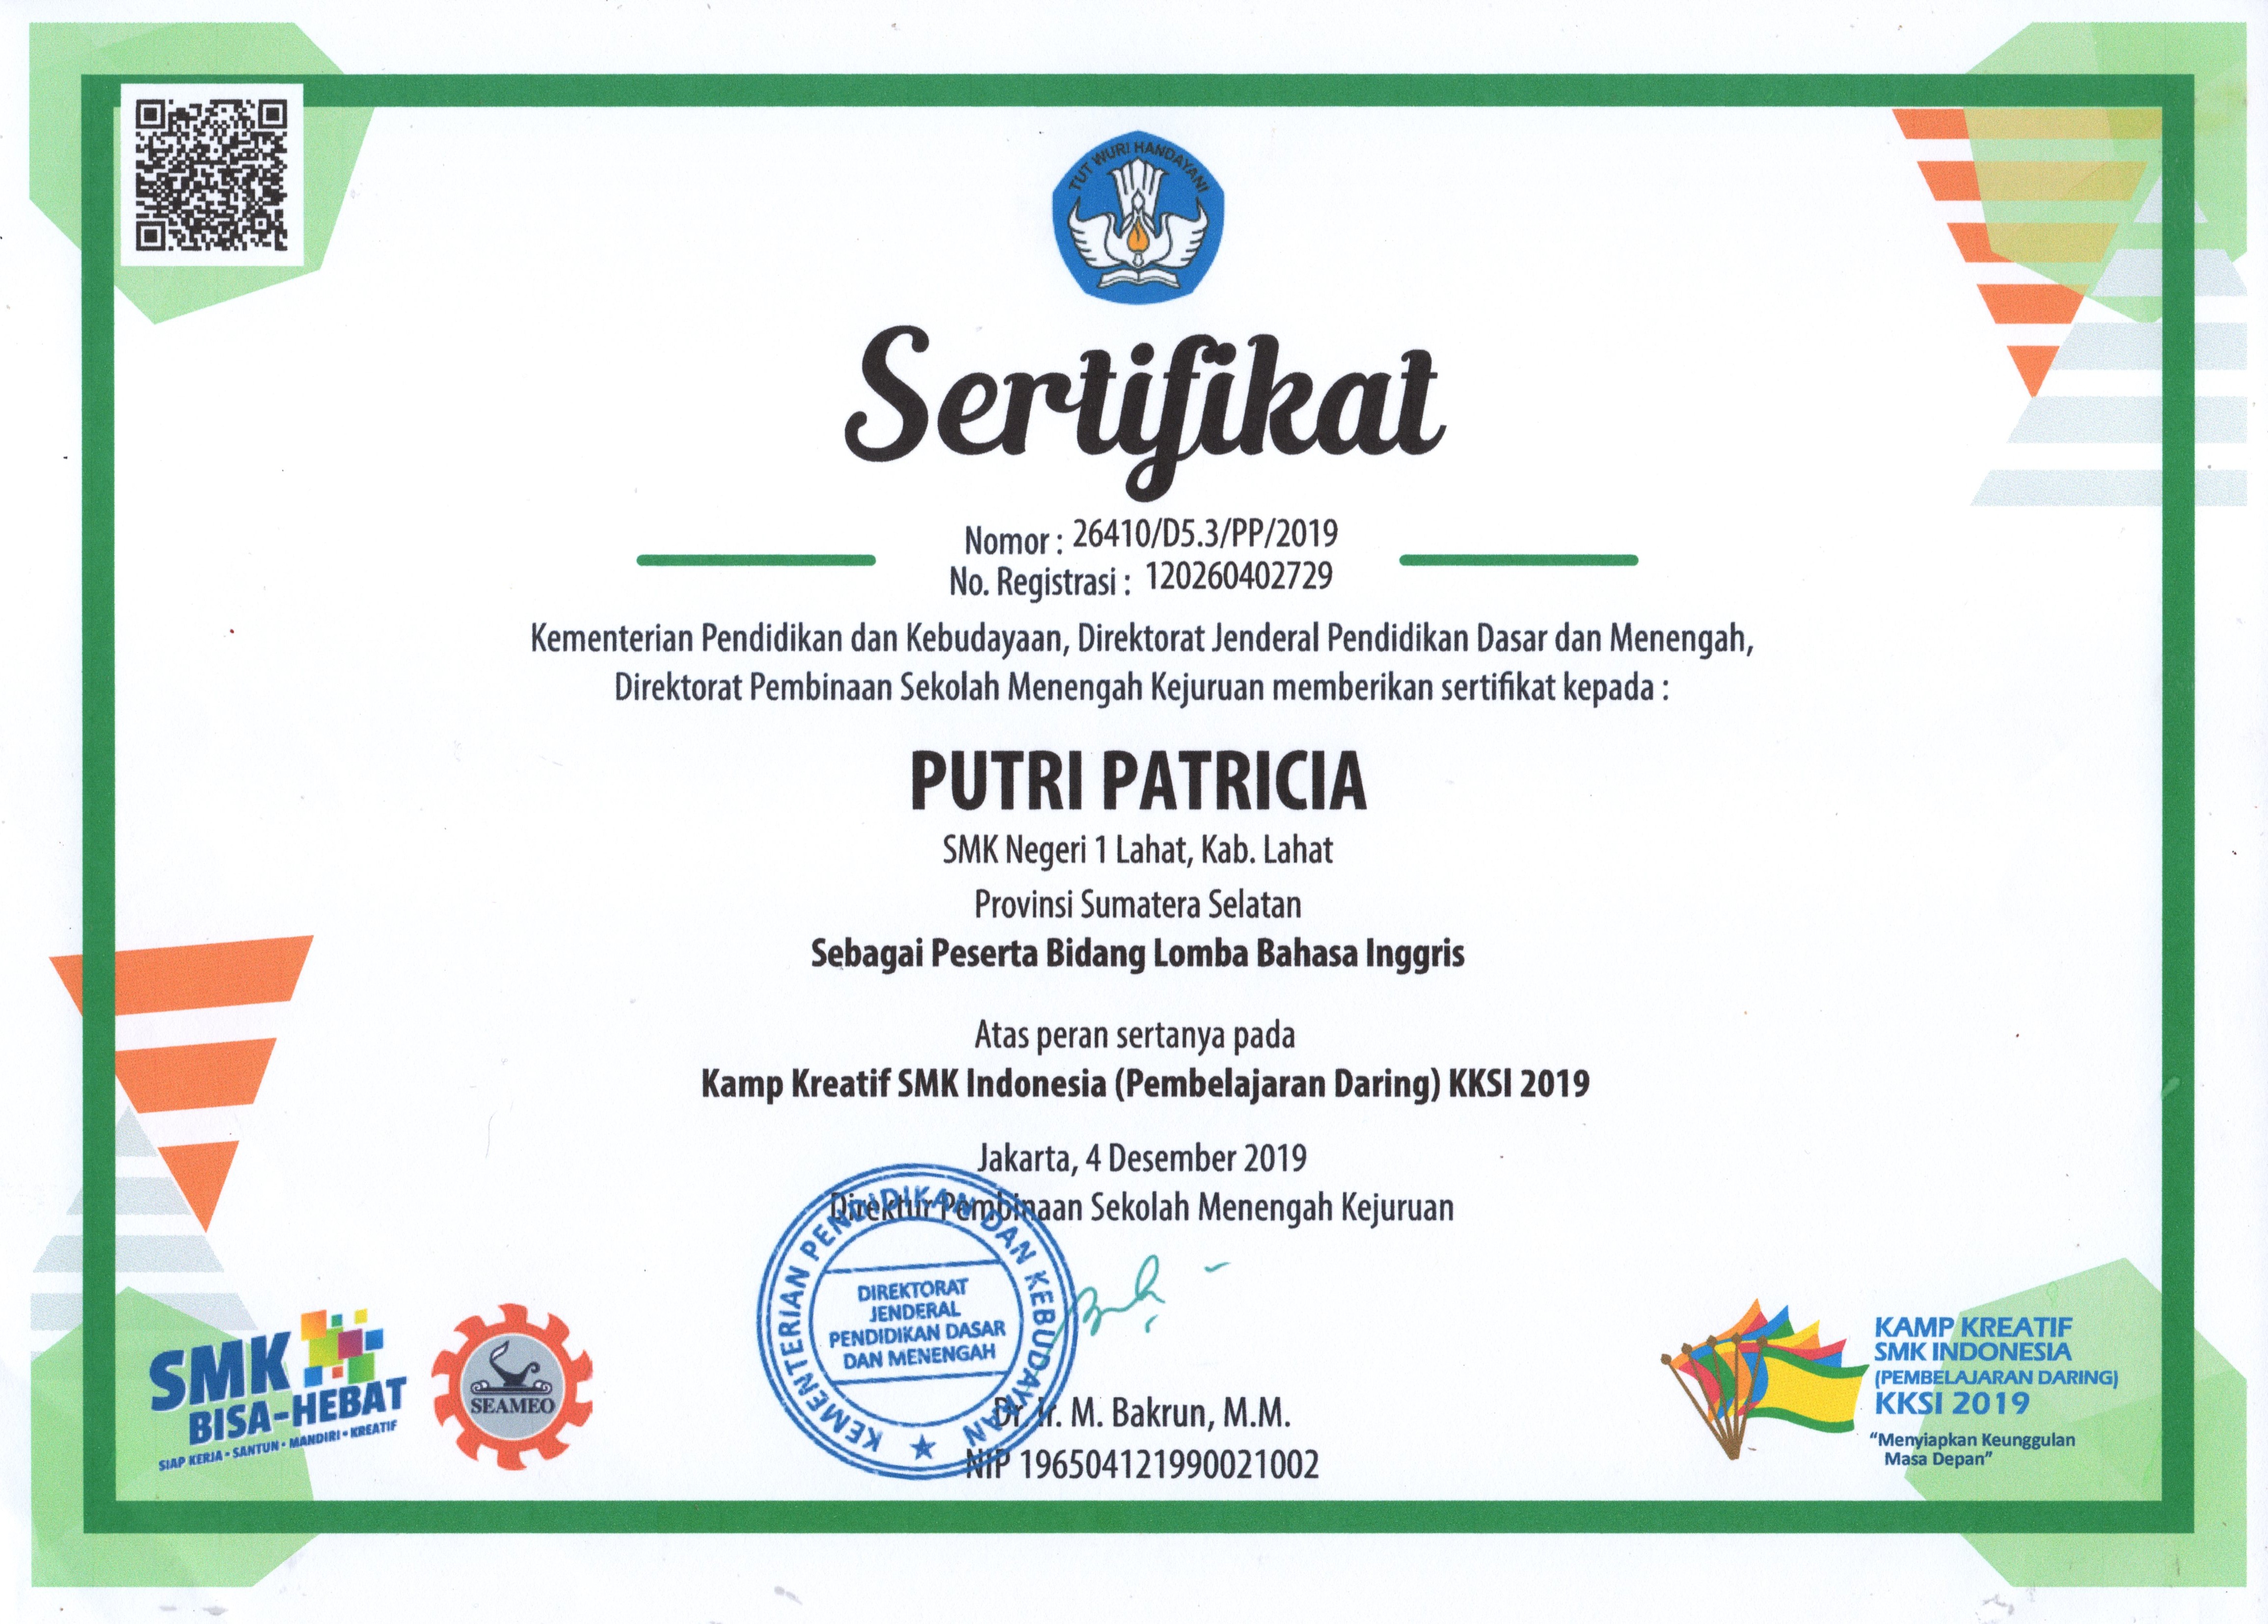 TUT WURI HANDAYANI
Sertifikat
Nomor : 26410/D5.3/PP/2019
No. Registrasi : 120260402729
Kementerian Pendidikan dan Kebudayaan, Direktorat Jenderal Pendidikan Dasar dan Menengah,
Direktorat Pembinaan Sekolah Menengah Kejuruan memberikan sertifikat kepada :
PUTRI PATRICIA
SMK Negeri 1 Lahat, Kab. Lahat
Provinsi Sumatera Selatan
Sebagai Peserta Bidang Lomba Bahasa Inggris
Atas peran sertanya pada
Kamp Kreatif SMK Indonesia (Pembelajaran Daring) KKSI 2019
Jakarta, 4 Desember 2019
Direktur Pembinaan Sekolah Menengah Kejuruan
KEMENTERIAN PENDIDIKAN DAN KEBUDAYAAN
DIREKTORAT
JENDERAL
PENDIDIKAN DASAR
DAN MENENGAH
Dr. Ir. M. Bakrun, M.M.
NIP 196504121990021002
SMK
BISA-HEBAT
SIAP KERJA • SANTUN • MANDIRI • KREATIF
SEAMEO
KAMP KREATIF
SMK INDONESIA
(PEMBELAJARAN DARING)
KKSI 2019
“Menyiapkan Keunggulan
Masa Depan”